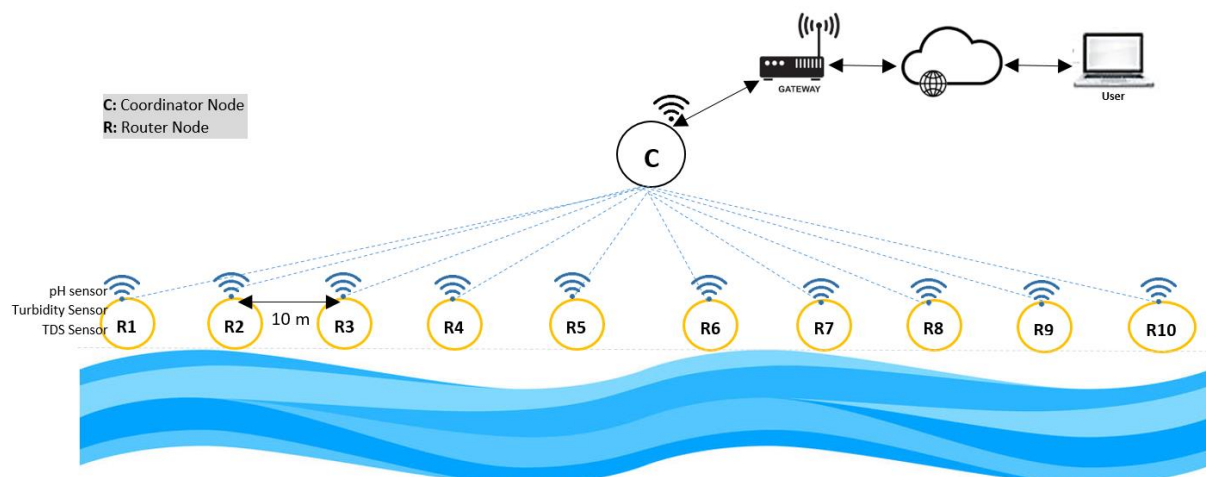 GATEWAY
User
C: Coordinator Node
R: Router Node
C
pH sensor
Turbidity Sensor
TDS Sensor
R1
R2
10 m
R3
R4
R5
R6
R7
R8
R9
R10